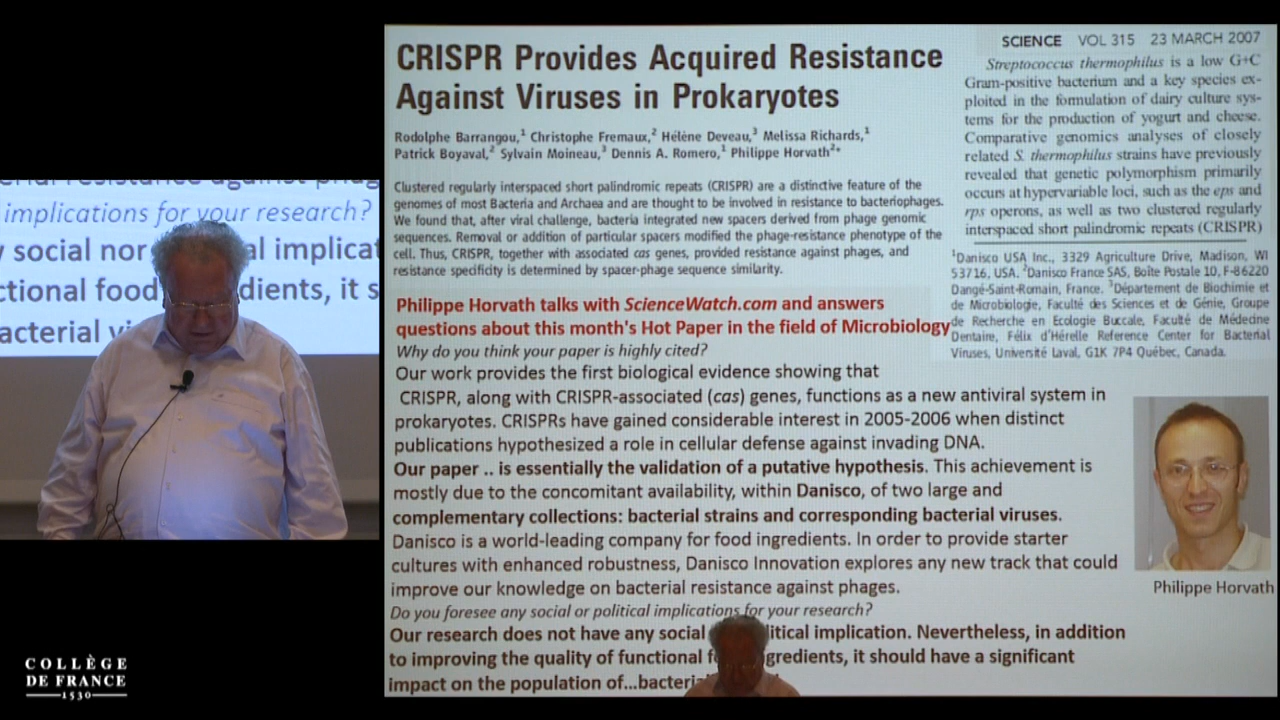 erial resistance against phag
implications for your research?
y social nor al implicat
ctional food dients, it s
acterial vi
COLLÈGE
DE FRANCE
1530
CRISPR Provides Acquired Resistance
Against Viruses in Prokaryotes
Rodolphe Barrangou,¹ Christophe Fremaux,² Hélène Deveau,³ Melissa Richards,¹
Patrick Boyaval,² Sylvain Moineau,³ Dennis A. Romero,¹ Philippe Horvath²*
Clustered regularly interspaced short palindromic repeats (CRISPR) are a distinctive feature of the
genomes of most Bacteria and Archaea and are thought to be involved in resistance to bacteriophages.
We found that, after viral challenge, bacteria integrated new spacers derived from phage genomic
sequences. Removal or addition of particular spacers modified the phage-resistance phenotype of the
cell. Thus, CRISPR, together with associated cas genes, provided resistance against phages, and
resistance specificity is determined by spacer-phage sequence similarity.
SCIENCE VOL 315 23 MARCH 2007
Streptococcus thermophilus is a low G+C
Gram-positive bacterium and a key species ex-
ploited in the formulation of dairy culture sys-
tems for the production of yogurt and cheese.
Comparative genomics analyses of closely
related S. thermophilus strains have previously
revealed that genetic polymorphism primarily
occurs at hypervariable loci, such as the eps and
rps operons, as well as two clustered regularly
interspaced short palindromic repeats (CRISPR)
¹Danisco USA Inc., 3329 Agriculture Drive, Madison, WI
53716, USA. ²Danisco France SAS, Boîte Postale 10, F-86220
Dangé-Saint-Romain, France. ³Département de Biochimie et
de Microbiologie, Faculté des Sciences et de Génie, Groupe
de Recherche en Ecologie Buccale, Faculté de Médecine
Dentaire, Félix d'Hérelle Reference Center for Bacterial
Viruses, Université Laval, G1K 7P4 Québec, Canada.
Philippe Horvath talks with ScienceWatch.com and answers
questions about this month's Hot Paper in the field of Microbiology
Why do you think your paper is highly cited?
Our work provides the first biological evidence showing that
CRISPR, along with CRISPR-associated (cas) genes, functions as a new antiviral system in
prokaryotes. CRISPRs have gained considerable interest in 2005-2006 when distinct
publications hypothesized a role in cellular defense against invading DNA.
Our paper .. is essentially the validation of a putative hypothesis. This achievement is
mostly due to the concomitant availability, within Danisco, of two large and
complementary collections: bacterial strains and corresponding bacterial viruses.
Danisco is a world-leading company for food ingredients. In order to provide starter
cultures with enhanced robustness, Danisco Innovation explores any new track that could
improve our knowledge on bacterial resistance against phages.
Do you foresee any social or political implications for your research?
Our research does not have any social litical implication. Nevertheless, in addition
to improving the quality of functional f gredients, it should have a significant
impact on the population of...bacteri
Philippe Horvath